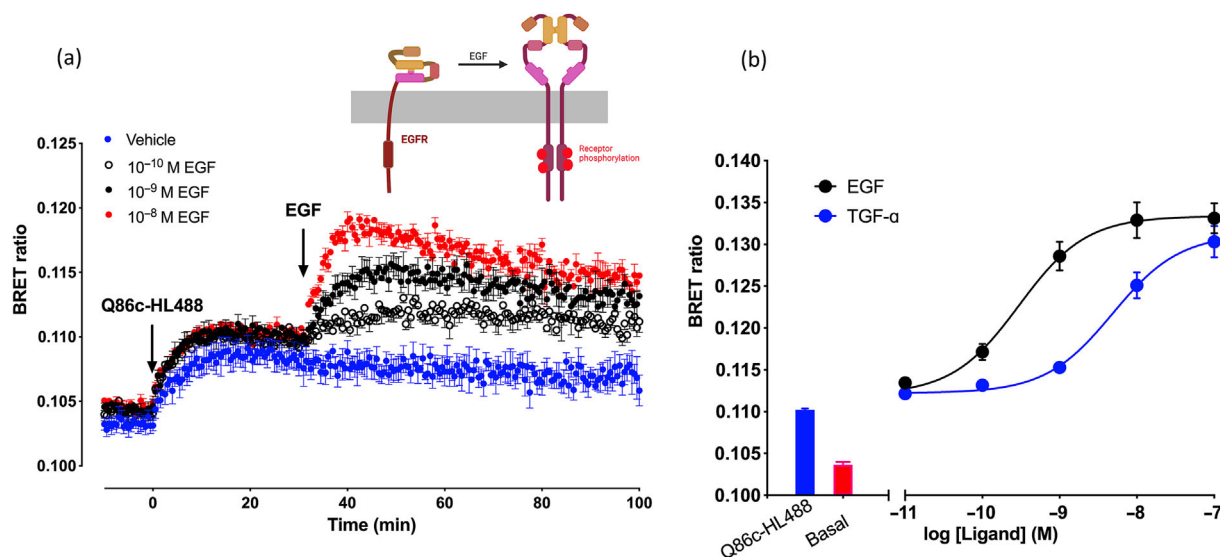 (a)
EGF
EGFR
Receptor
phosphorylation
Vehicle
10⁻¹⁰ M EGF
10⁻⁹ M EGF
10⁻⁸ M EGF
Q86c-HL488
EGF
BRET ratio
0.125
0.120
0.115
0.110
0.105
0.100
0
20
40
60
80
100
Time (min)
(b)
EGF
TGF-α
BRET ratio
0.140
0.135
0.130
0.125
0.120
0.115
0.110
0.105
0.100
Q86c-HL488
Basal
−11
−10
−9
−8
−7
log [Ligand] (M)